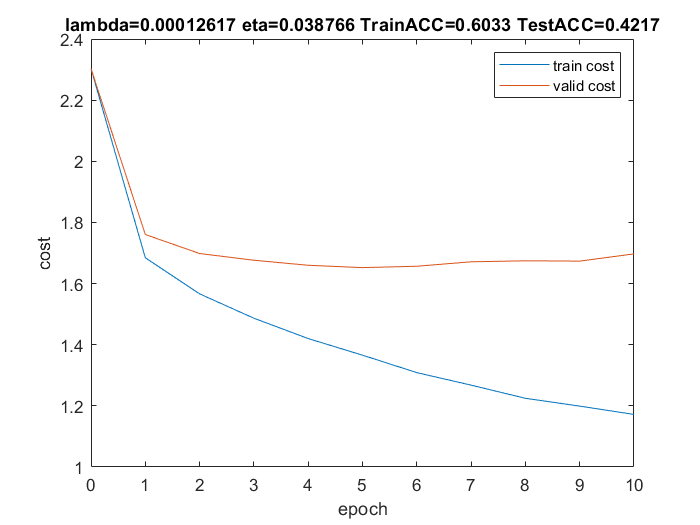 lambda=0.00012617 eta=0.038766 TrainACC=0.6033 TestACC=0.4217
2.4
train cost
valid cost
2.2
2
1.8
cost
1.6
1.4
1.2
1
0 1 2 3 4 5 6 7 8 9 10
epoch